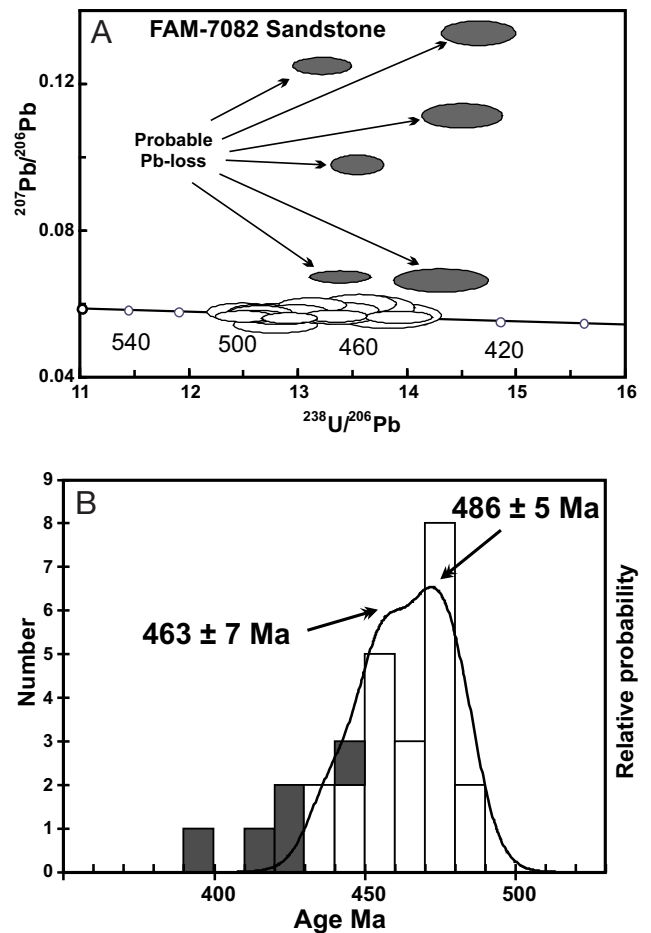 A
FAM-7082 Sandstone
0.12
0.08
0.04
207Pb/206Pb
Probable
Pb-loss
540
500
460
420
11
12
13
14
15
16
238U/206Pb
B
9
8
7
6
5
4
3
2
1
0
Number
486 ± 5 Ma
463 ± 7 Ma
Relative probability
400
450
500
Age Ma